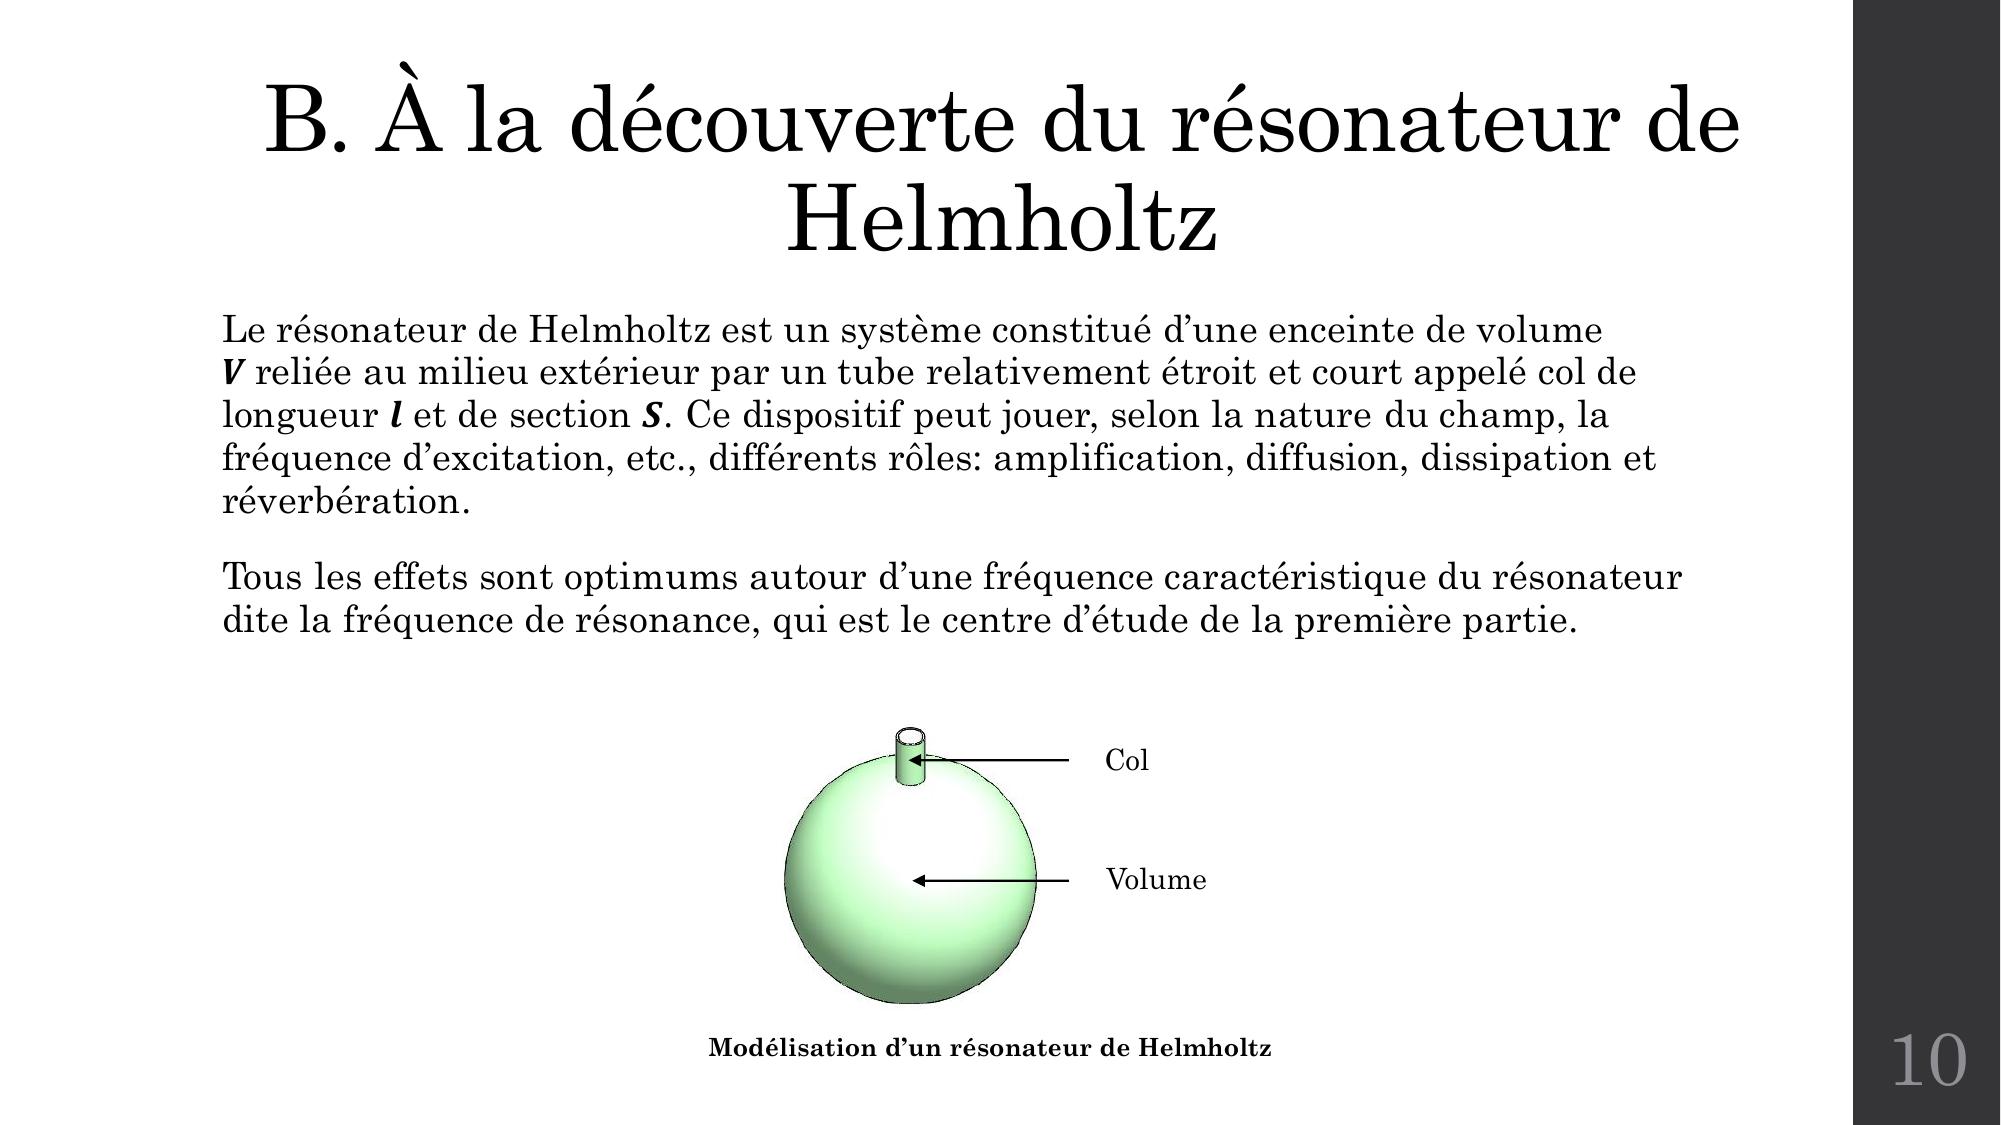 B. À la découverte du résonateur de
Helmholtz
Le résonateur de Helmholtz est un système constitué d’une enceinte de volume
V reliée au milieu extérieur par un tube relativement étroit et court appelé col de
longueur l et de section S. Ce dispositif peut jouer, selon la nature du champ, la
fréquence d’excitation, etc., différents rôles: amplification, diffusion, dissipation et
réverbération.
Tous les effets sont optimums autour d’une fréquence caractéristique du résonateur
dite la fréquence de résonance, qui est le centre d’étude de la première partie.
Col
Volume
Modélisation d’un résonateur de Helmholtz
10